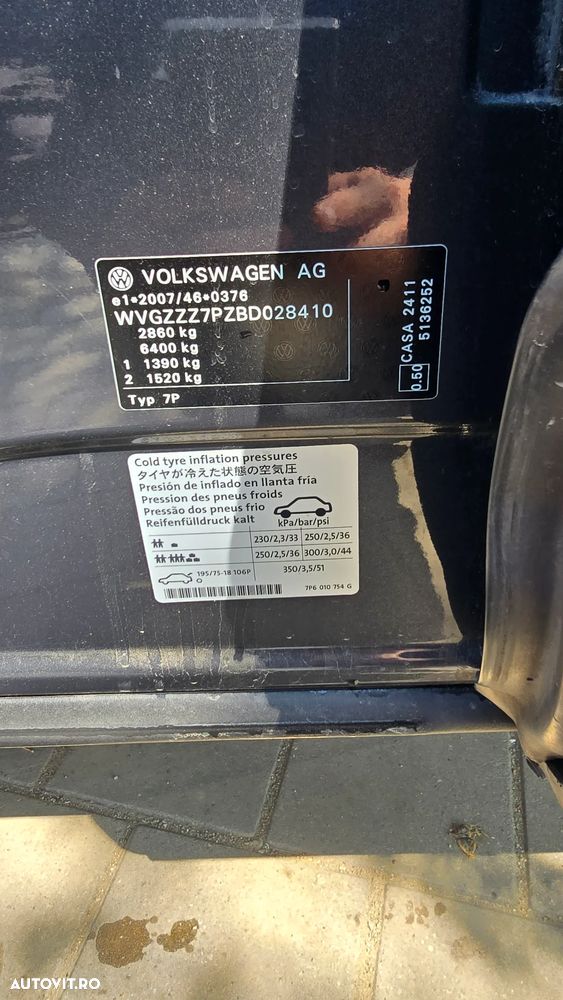 VOLKSWAGEN AG
e1*2007/46*0376
WVGZZZ7PZBD028410
2860 kg
6400 kg
1 1390 kg
2 1520 kg
Typ 7P
0.50 CASA 2411
5136252
Cold tyre inflation pressures
タイヤが冷えた状態の空気圧
Presión de inflado en llanta fría
Pression des pneus froids
Pressão dos pneus frio
Reifenfülldruck kalt
kPa/bar/psi
230/2,3/33 250/2,5/36
250/2,5/36 300/3,0/44
195/75-18 106P 350/3,5/51
7P6 010 754 G
AUTOVIT.RO